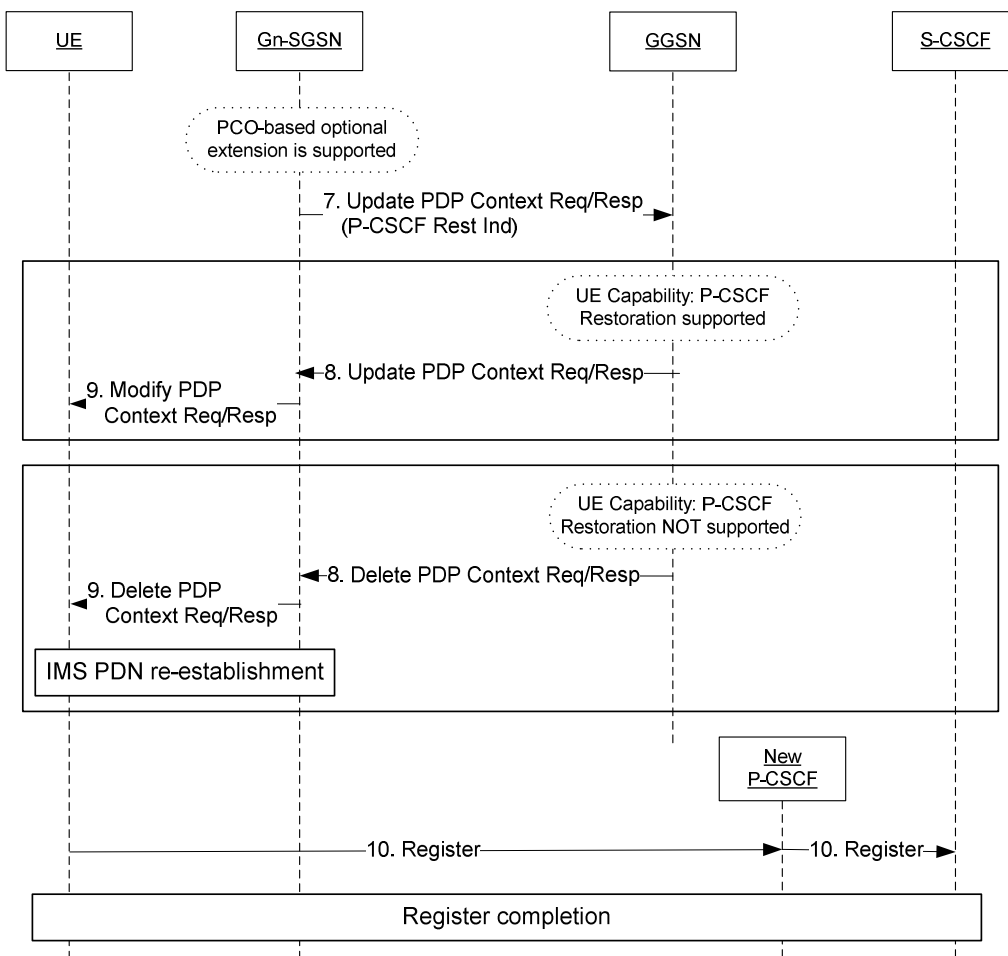 UE
Gn-SGSN
GGSN
S-CSCF
PCO-based optional
extension is supported
7. Update PDP Context Req/Resp
(P-CSCF Rest Ind)
UE Capability: P-CSCF
Restoration supported
8. Update PDP Context Req/Resp
9. Modify PDP
Context Req/Resp
UE Capability: P-CSCF
Restoration NOT supported
8. Delete PDP Context Req/Resp
9. Delete PDP
Context Req/Resp
IMS PDN re-establishment
New
P-CSCF
10. Register
10. Register
Register completion